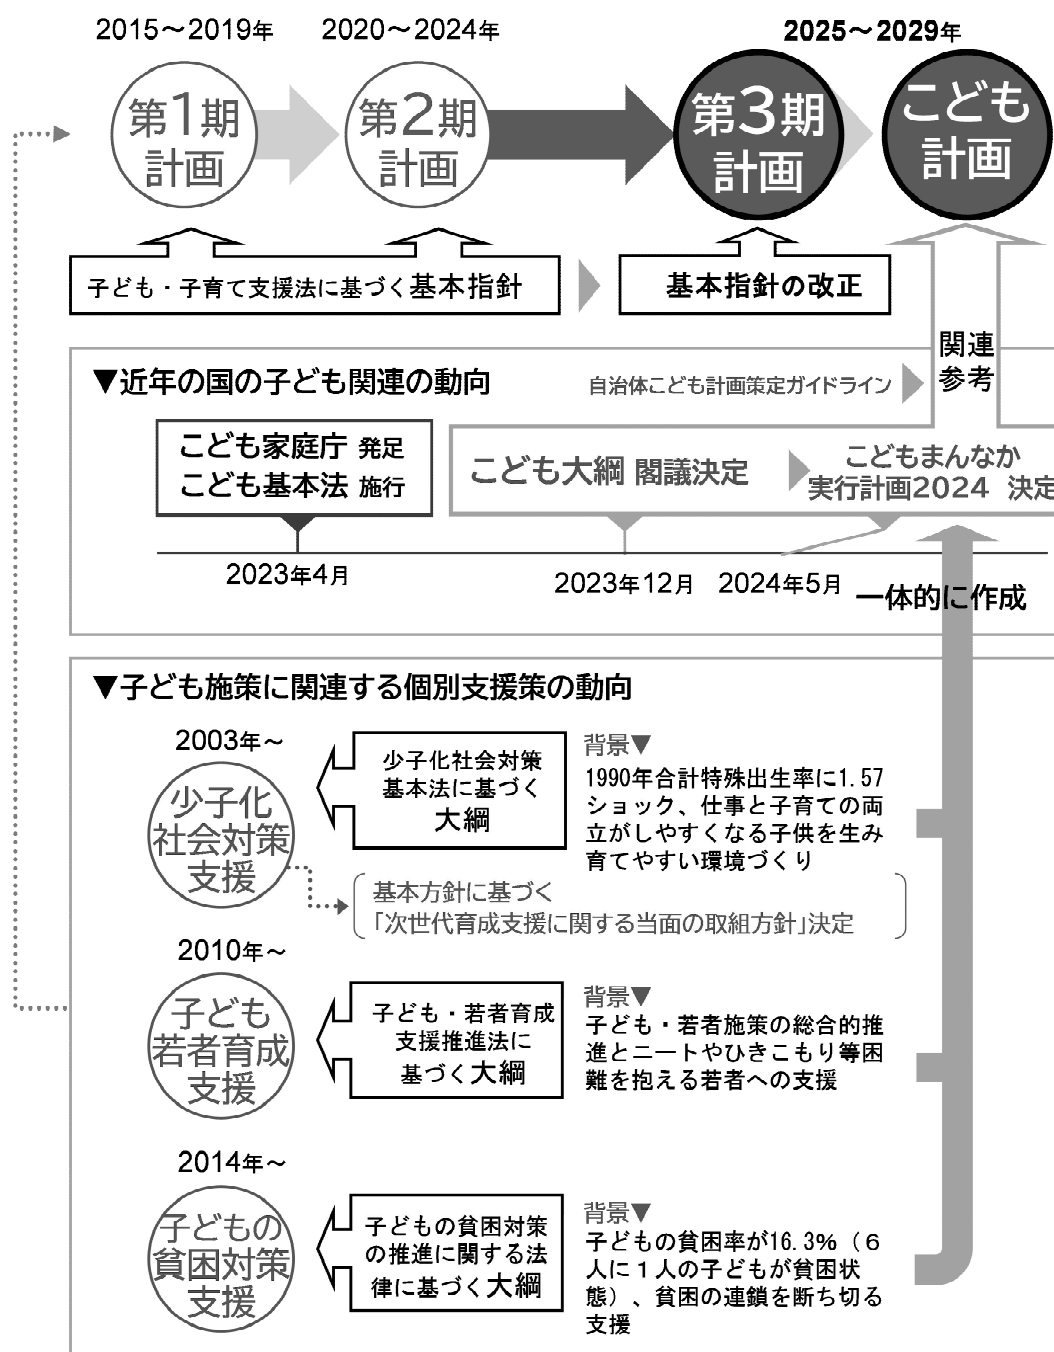 2015～2019年
2020～2024年
2025～2029年
第1期
計画
第2期
計画
第3期
計画
こども
計画
子ども・子育て支援法に基づく基本指針
基本指針の改正
関連
参考
▼近年の国の子ども関連の動向
自治体こども計画策定ガイドライン
こども家庭庁 発足
こども基本法 施行
こども大綱 閣議決定
こどもまんなか
実行計画2024 決定
2023年4月
2023年12月
2024年5月
一体的に作成
▼子ども施策に関連する個別支援策の動向
2003年～
少子化
社会対策
支援
少子化社会対策
基本法に基づく
大綱
背景▼
1990年合計特殊出生率に1.57
ショック、仕事と子育ての両
立がしやすくなる子供を生み
育てやすい環境づくり
基本方針に基づく
「次世代育成支援に関する当面の取組方針」決定
2010年～
子ども
若者育成
支援
子ども・若者育成
支援推進法に
基づく大綱
背景▼
子ども・若者施策の総合的推
進とニートやひきこもり等困
難を抱える若者への支援
2014年～
子どもの
貧困対策
支援
子どもの貧困対策
の推進に関する法
律に基づく大綱
背景▼
子どもの貧困率が16.3％（６
人に１人の子どもが貧困状
態）、貧困の連鎖を断ち切る
支援